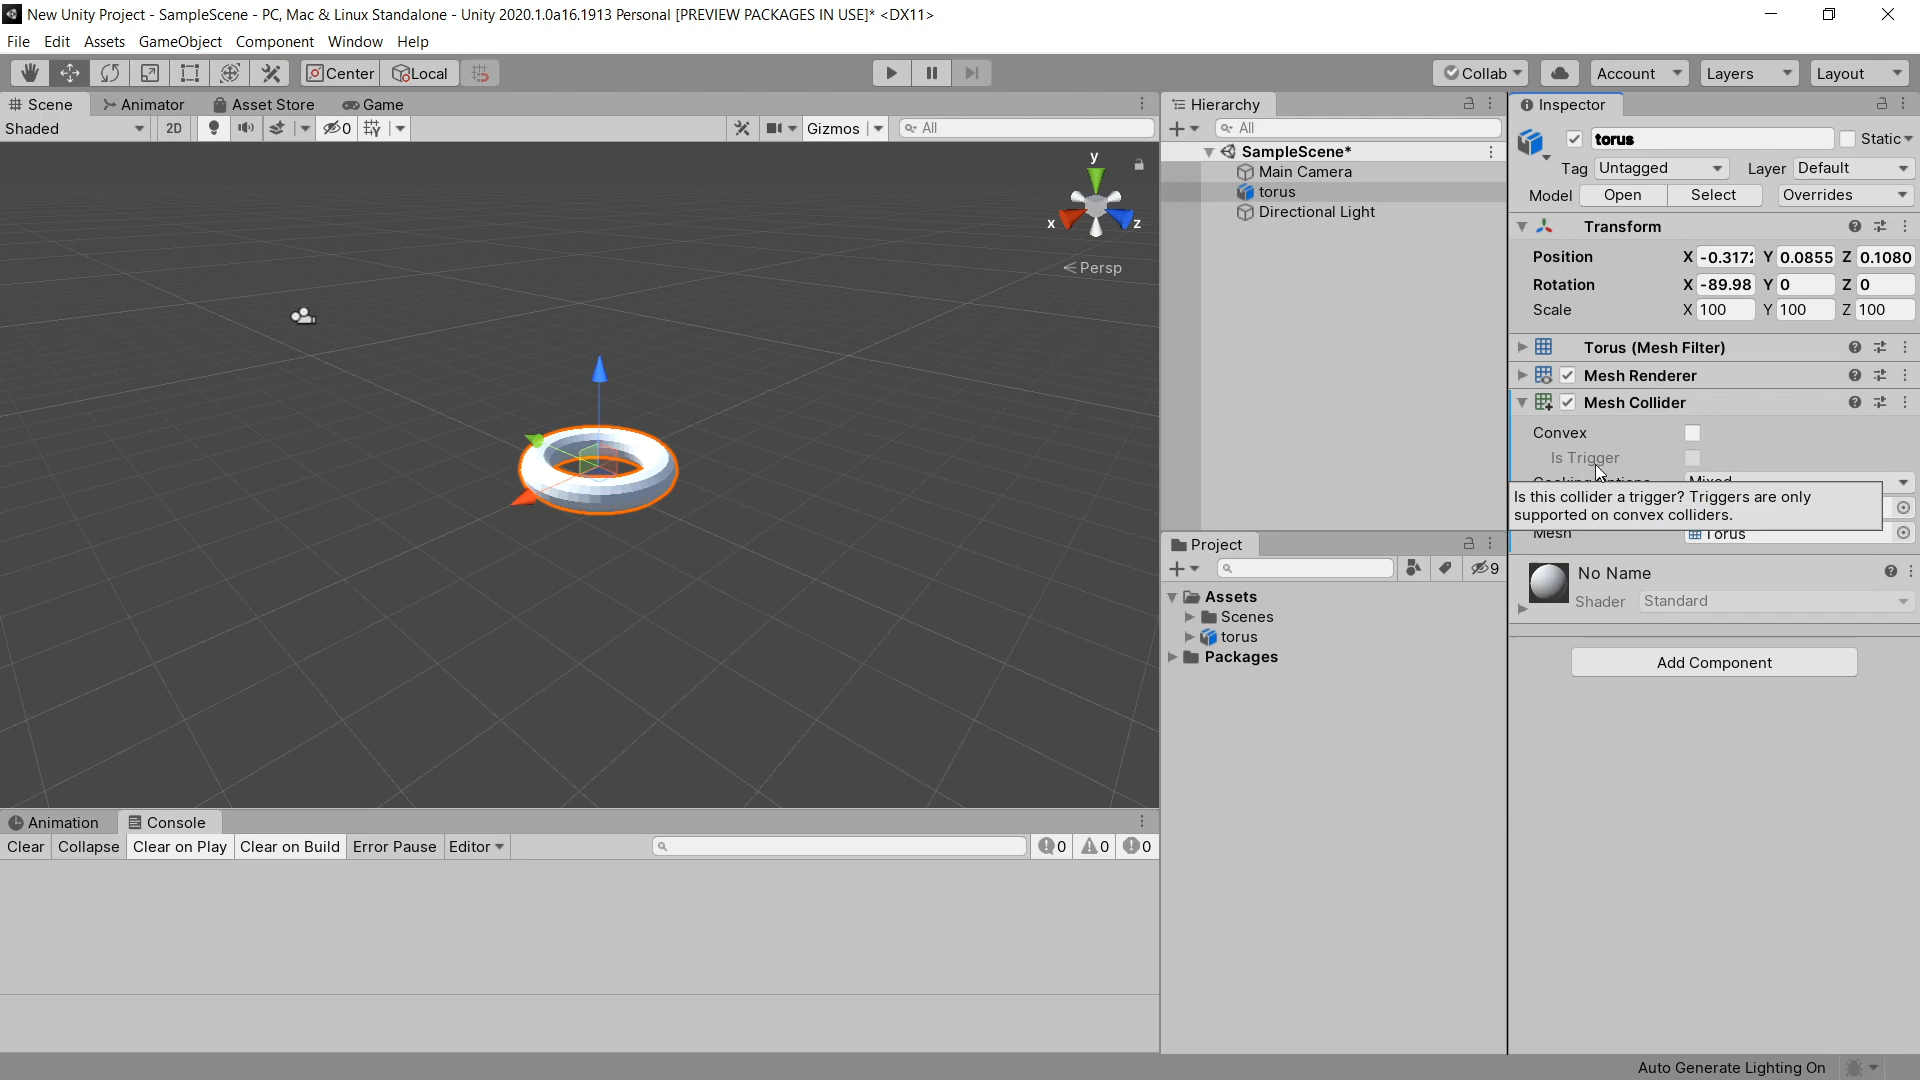 New Unity Project - SampleScene - PC, Mac & Linux Standalone - Unity 2020.1.0a16.1913 Personal [PREVIEW PACKAGES IN USE]* <DX11>
File Edit Assets GameObject Component Window Help
Center Local Collab Account Layers Layout
Scene Animator Asset Store Game
Shaded 2D 0 Gizmos All
y
x
z
Persp
Hierarchy
All
SampleScene*
Main Camera
torus
Directional Light
Project
9
Assets
Scenes
torus
Packages
Inspector
torus Static
Tag Untagged Layer Default
Model Open Select Overrides
Transform
Position X -0.3172 Y 0.0855 Z 0.1080
Rotation X -89.98 Y 0 Z 0
Scale X 100 Y 100 Z 100
Torus (Mesh Filter)
Mesh Renderer
Mesh Collider
Convex
Is Trigger
Is this collider a trigger? Triggers are only
supported on convex colliders.
Mesh Torus
No Name
Shader Standard
Add Component
Animation Console
Clear Collapse Clear on Play Clear on Build Error Pause Editor 0 0 0
Auto Generate Lighting On